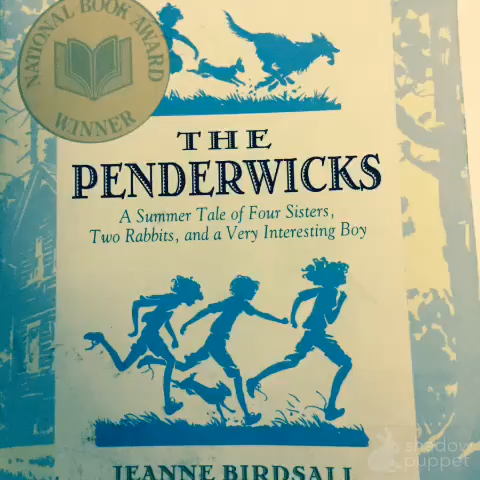 NATIONAL BOOK AWARD
WINNER
THE
PENDERWICKS
A Summer Tale of Four Sisters,
Two Rabbits, and a Very Interesting Boy
JEANNE BIRDSALL
shadow
puppet